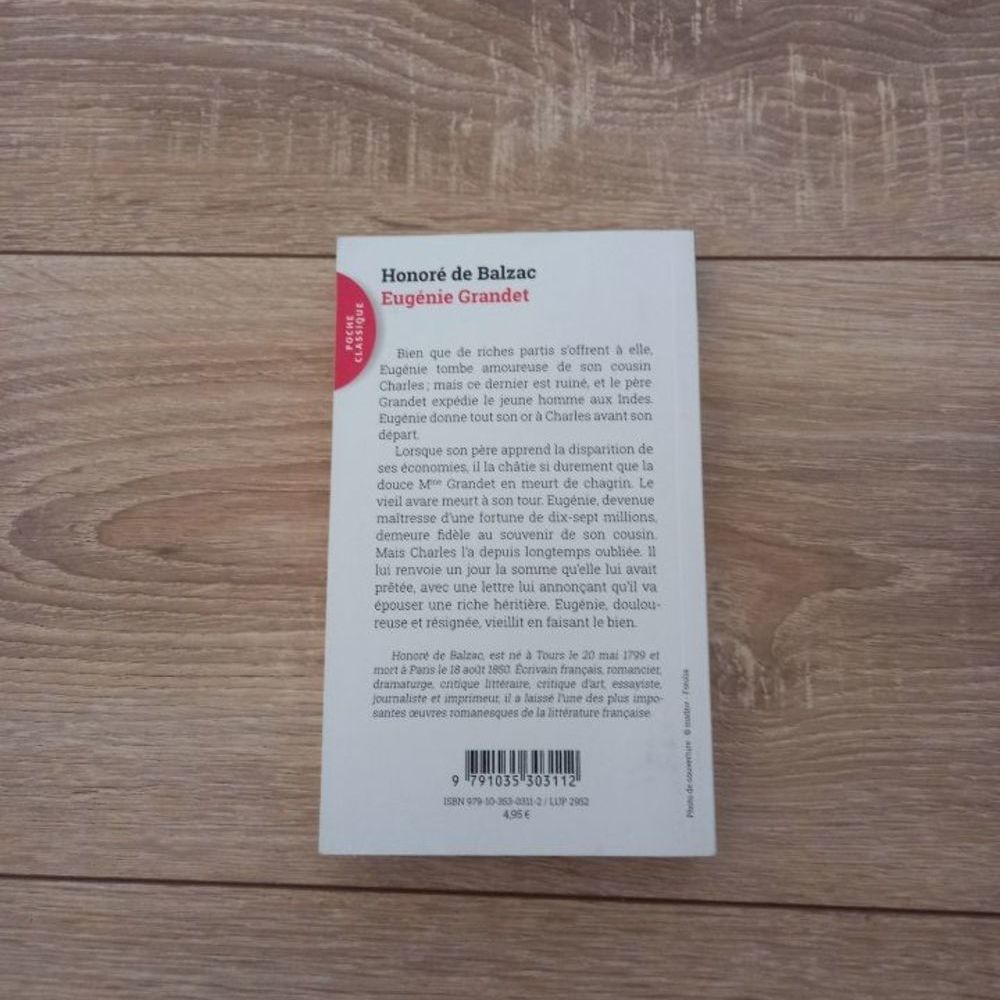 Honoré de Balzac
Eugénie Grandet
POCHE
CLASSIQUE
Bien que de riches partis s'offrent à elle,
Eugénie tombe amoureuse de son cousin
Charles ; mais ce dernier est ruiné, et le père
Grandet expédie le jeune homme aux Indes.
Eugénie donne tout son or à Charles avant son
départ.
Lorsque son père apprend la disparition de
ses économies, il la châtie si durement que la
douce Mme Grandet en meurt de chagrin. Le
vieil avare meurt à son tour. Eugénie, devenue
maîtresse d'une fortune de dix-sept millions,
demeure fidèle au souvenir de son cousin.
Mais Charles l'a depuis longtemps oubliée. Il
lui renvoie un jour la somme qu'elle lui avait
prêtée, avec une lettre lui annonçant qu'il va
épouser une riche héritière. Eugénie, doulou-
reuse et résignée, vieillit en faisant le bien.
Honoré de Balzac, est né à Tours le 20 mai 1799 et
mort à Paris le 18 août 1850. Écrivain français, romancier,
dramaturge, critique littéraire, critique d'art, essayiste,
journaliste et imprimeur, il a laissé l'une des plus impo-
santes œuvres romanesques de la littérature française.
9 791035 303112
ISBN 979-10-353-0311-2 / LUP 2952
4,95 €
Photo de couverture : ©